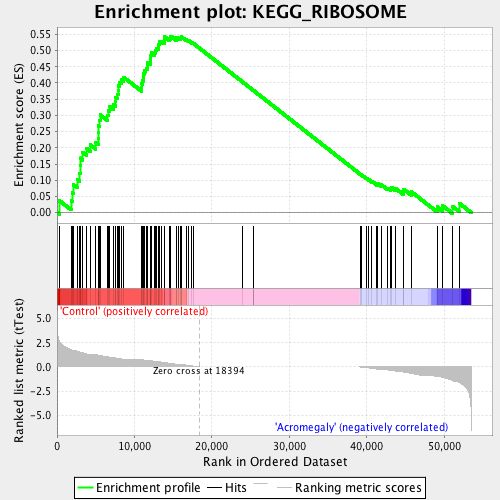 Enrichment plot: KEGG_RIBOSOME
Enrichment score (ES)
0.55
0.50
0.45
0.40
0.35
0.30
0.25
0.20
0.15
0.10
0.05
0.00
Ranked list metric (tTest)
5.0
2.5
0.0
-2.5
-5.0
'Control' (positively correlated)
Zero cross at 18394
'Acromegaly' (negatively correlated)
0
10,000
20,000
30,000
40,000
50,000
Rank in Ordered Dataset
Enrichment profile
Hits
Ranking metric scores